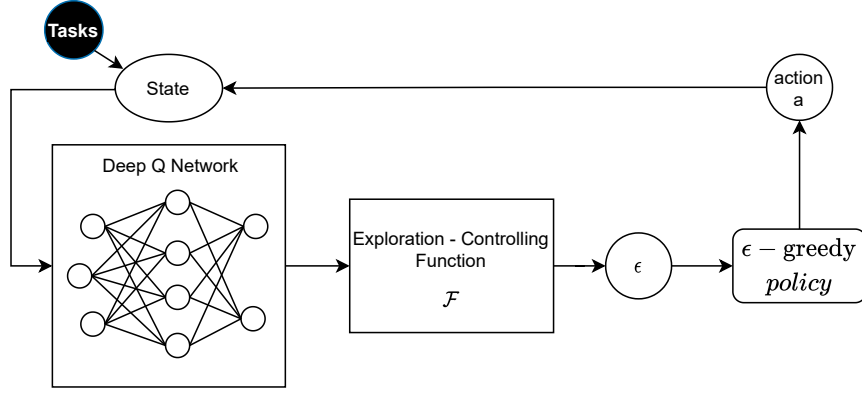 Tasks
State
action
a
Deep Q Network
Exploration - Controlling
Function
ℱ
ϵ
ϵ − greedy
policy